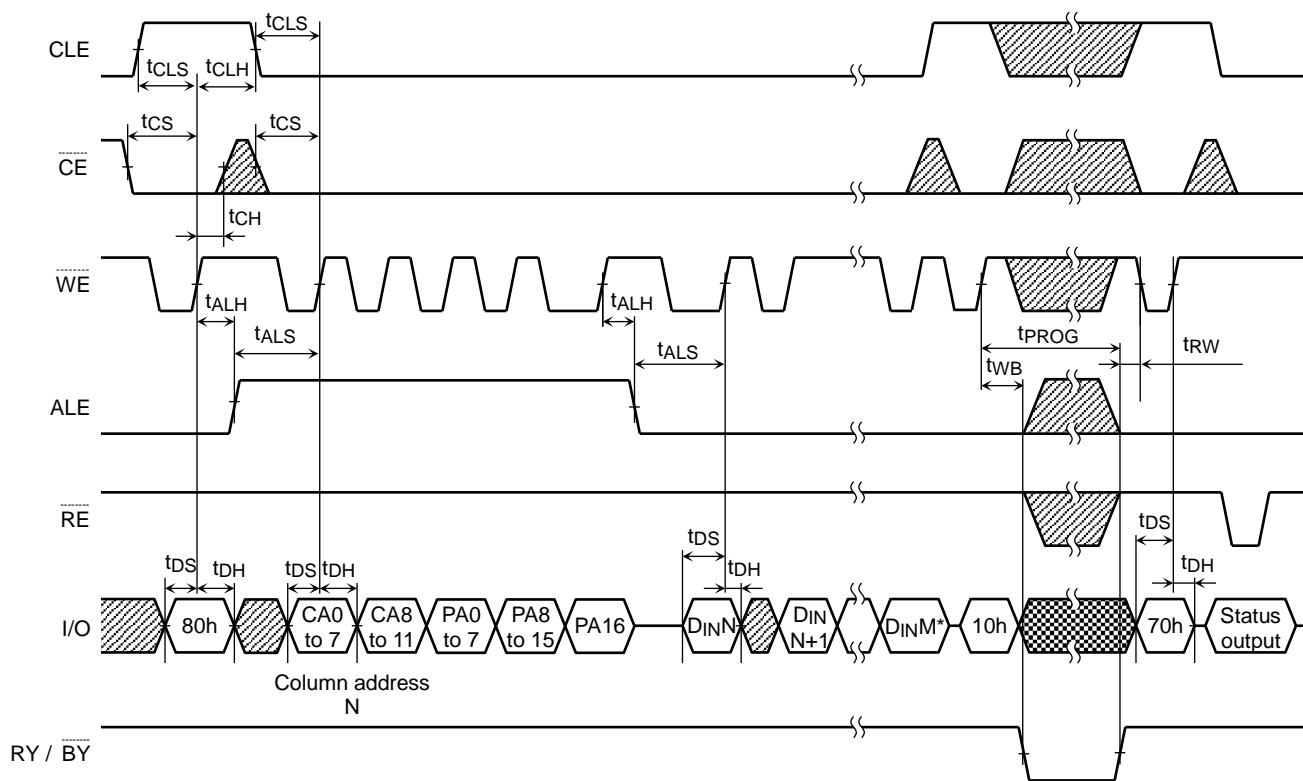 CLE
tCLS
tCLS
tCLH
CE
tCS
tCS
tCH
WE
tALH
tALS
tALH
tALS
tPROG
tWB
tRW
ALE
RE
I/O
tDS
tDH
tDS
tDH
tDS
tDH
tDS
tDH
80h
CA0
to 7
CA8
to 11
PA0
to 7
PA8
to 15
PA16
DINN
DIN
N+1
DINM*
10h
70h
Status
output
Column address
N
RY / BY